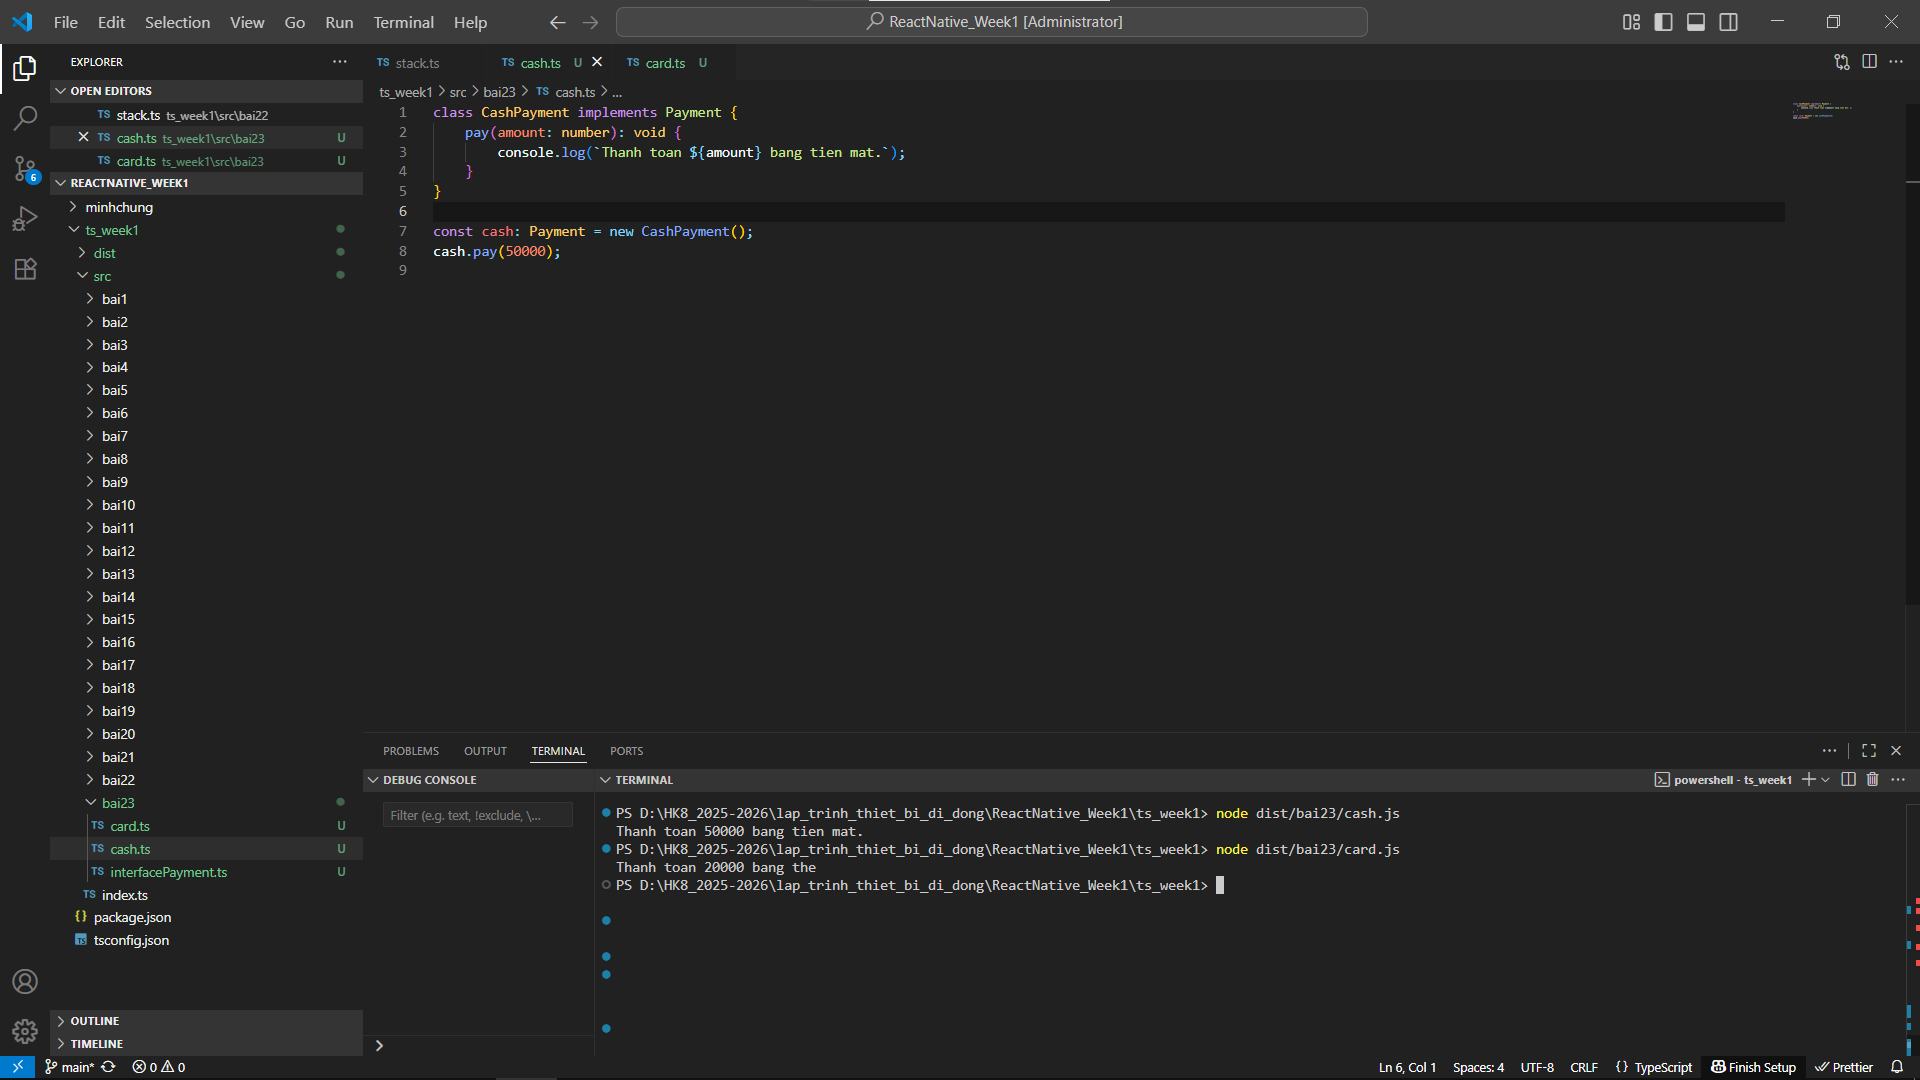 File Edit Selection View Go Run Terminal Help
ReactNative_Week1 [Administrator]
EXPLORER
OPEN EDITORS
stack.ts ts_week1\src\bai22
cash.ts ts_week1\src\bai23 U
card.ts ts_week1\src\bai23 U
REACTNATIVE_WEEK1
minhchung
ts_week1
dist
src
bai1
bai2
bai3
bai4
bai5
bai6
bai7
bai8
bai9
bai10
bai11
bai12
bai13
bai14
bai15
bai16
bai17
bai18
bai19
bai20
bai21
bai22
bai23
TS card.ts U
TS cash.ts U
TS interfacePayment.ts U
TS index.ts
{} package.json
tsconfig.json
OUTLINE
TIMELINE
6
TS stack.ts TS cash.ts U TS card.ts U
ts_week1 > src > bai23 > TS cash.ts > ...
1 class CashPayment implements Payment {
2 pay(amount: number): void {
3 console.log(`Thanh toan ${amount} bang tien mat.`);
4 }
5 }
6
7 const cash: Payment = new CashPayment();
8 cash.pay(50000);
9
PROBLEMS OUTPUT TERMINAL PORTS
DEBUG CONSOLE
Filter (e.g. text, !exclude, \...
TERMINAL
powershell - ts_week1
PS D:\HK8_2025-2026\lap_trinh_thiet_bi_di_dong\ReactNative_Week1\ts_week1> node dist/bai23/cash.js
Thanh toan 50000 bang tien mat.
PS D:\HK8_2025-2026\lap_trinh_thiet_bi_di_dong\ReactNative_Week1\ts_week1> node dist/bai23/card.js
Thanh toan 20000 bang the
PS D:\HK8_2025-2026\lap_trinh_thiet_bi_di_dong\ReactNative_Week1\ts_week1>
main* 0 0
Ln 6, Col 1 Spaces: 4 UTF-8 CRLF {} TypeScript Finish Setup Prettier